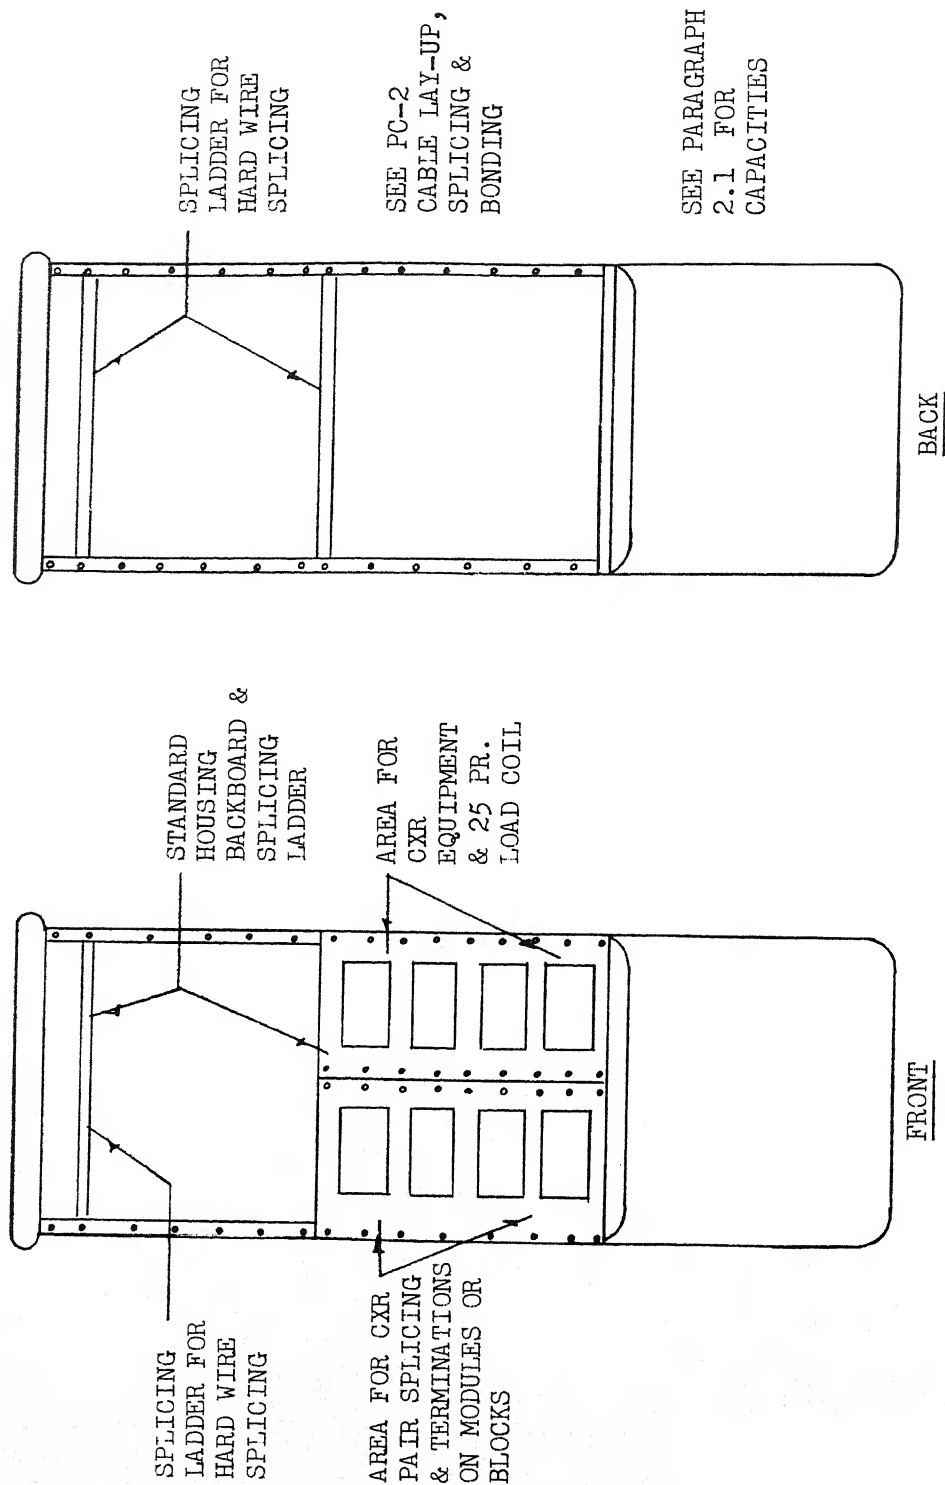 SPLICING
LADDER FOR
HARD WIRE
SPLICING
STANDARD
HOUSING
BACKBOARD &
SPLICING
LADDER
AREA FOR CXR
PAIR SPLICING
& TERMINATIONS
ON MODULES OR
BLOCKS
AREA FOR
CXR
EQUIPMENT
& 25 PR.
LOAD COIL
FRONT
SPLICING
LADDER FOR
HARD WIRE
SPLICING
SEE PC-2
CABLE LAY-UP,
SPLICING &
BONDING
SEE PARAGRAPH
2.1 FOR
CAPACITIES
BACK